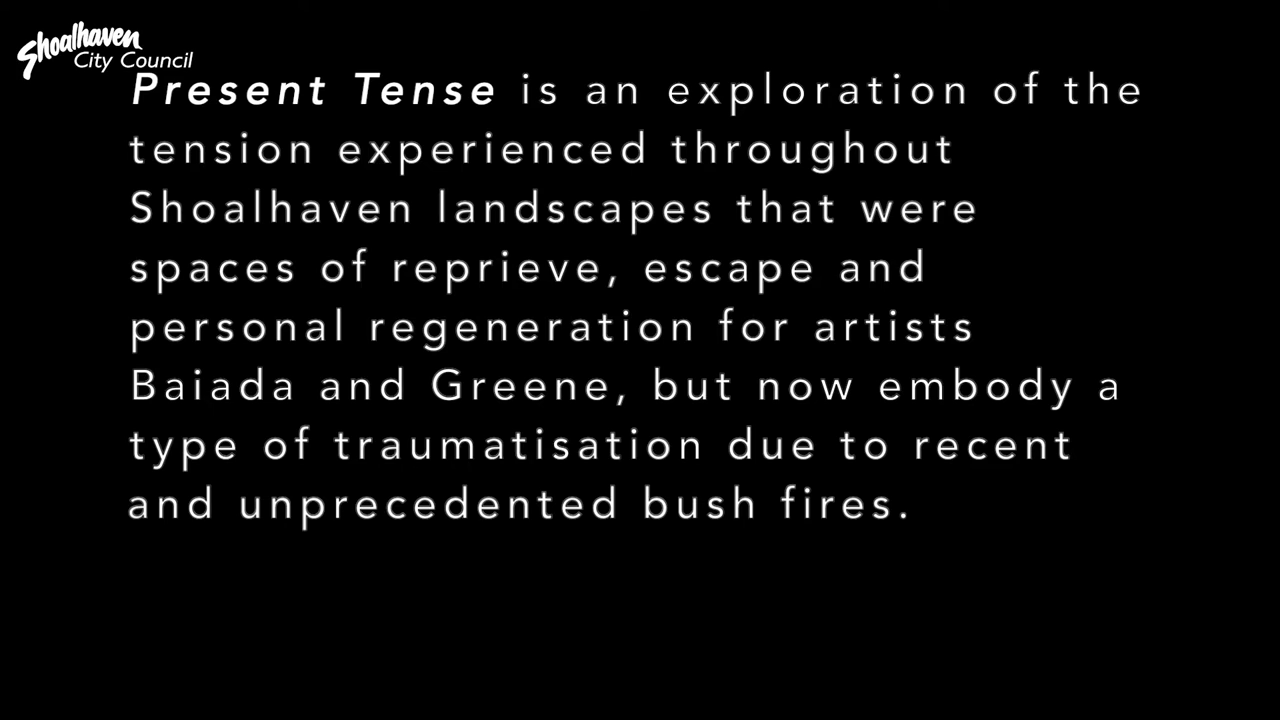 Shoalhaven
City Council
Present Tense is an exploration of the
tension experienced throughout
Shoalhaven landscapes that were
spaces of reprieve, escape and
personal regeneration for artists
Baiada and Greene, but now embody a
type of traumatisation due to recent
and unprecedented bush fires.